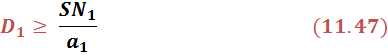 D₁ ≥ SN₁ / a₁ (11.47)